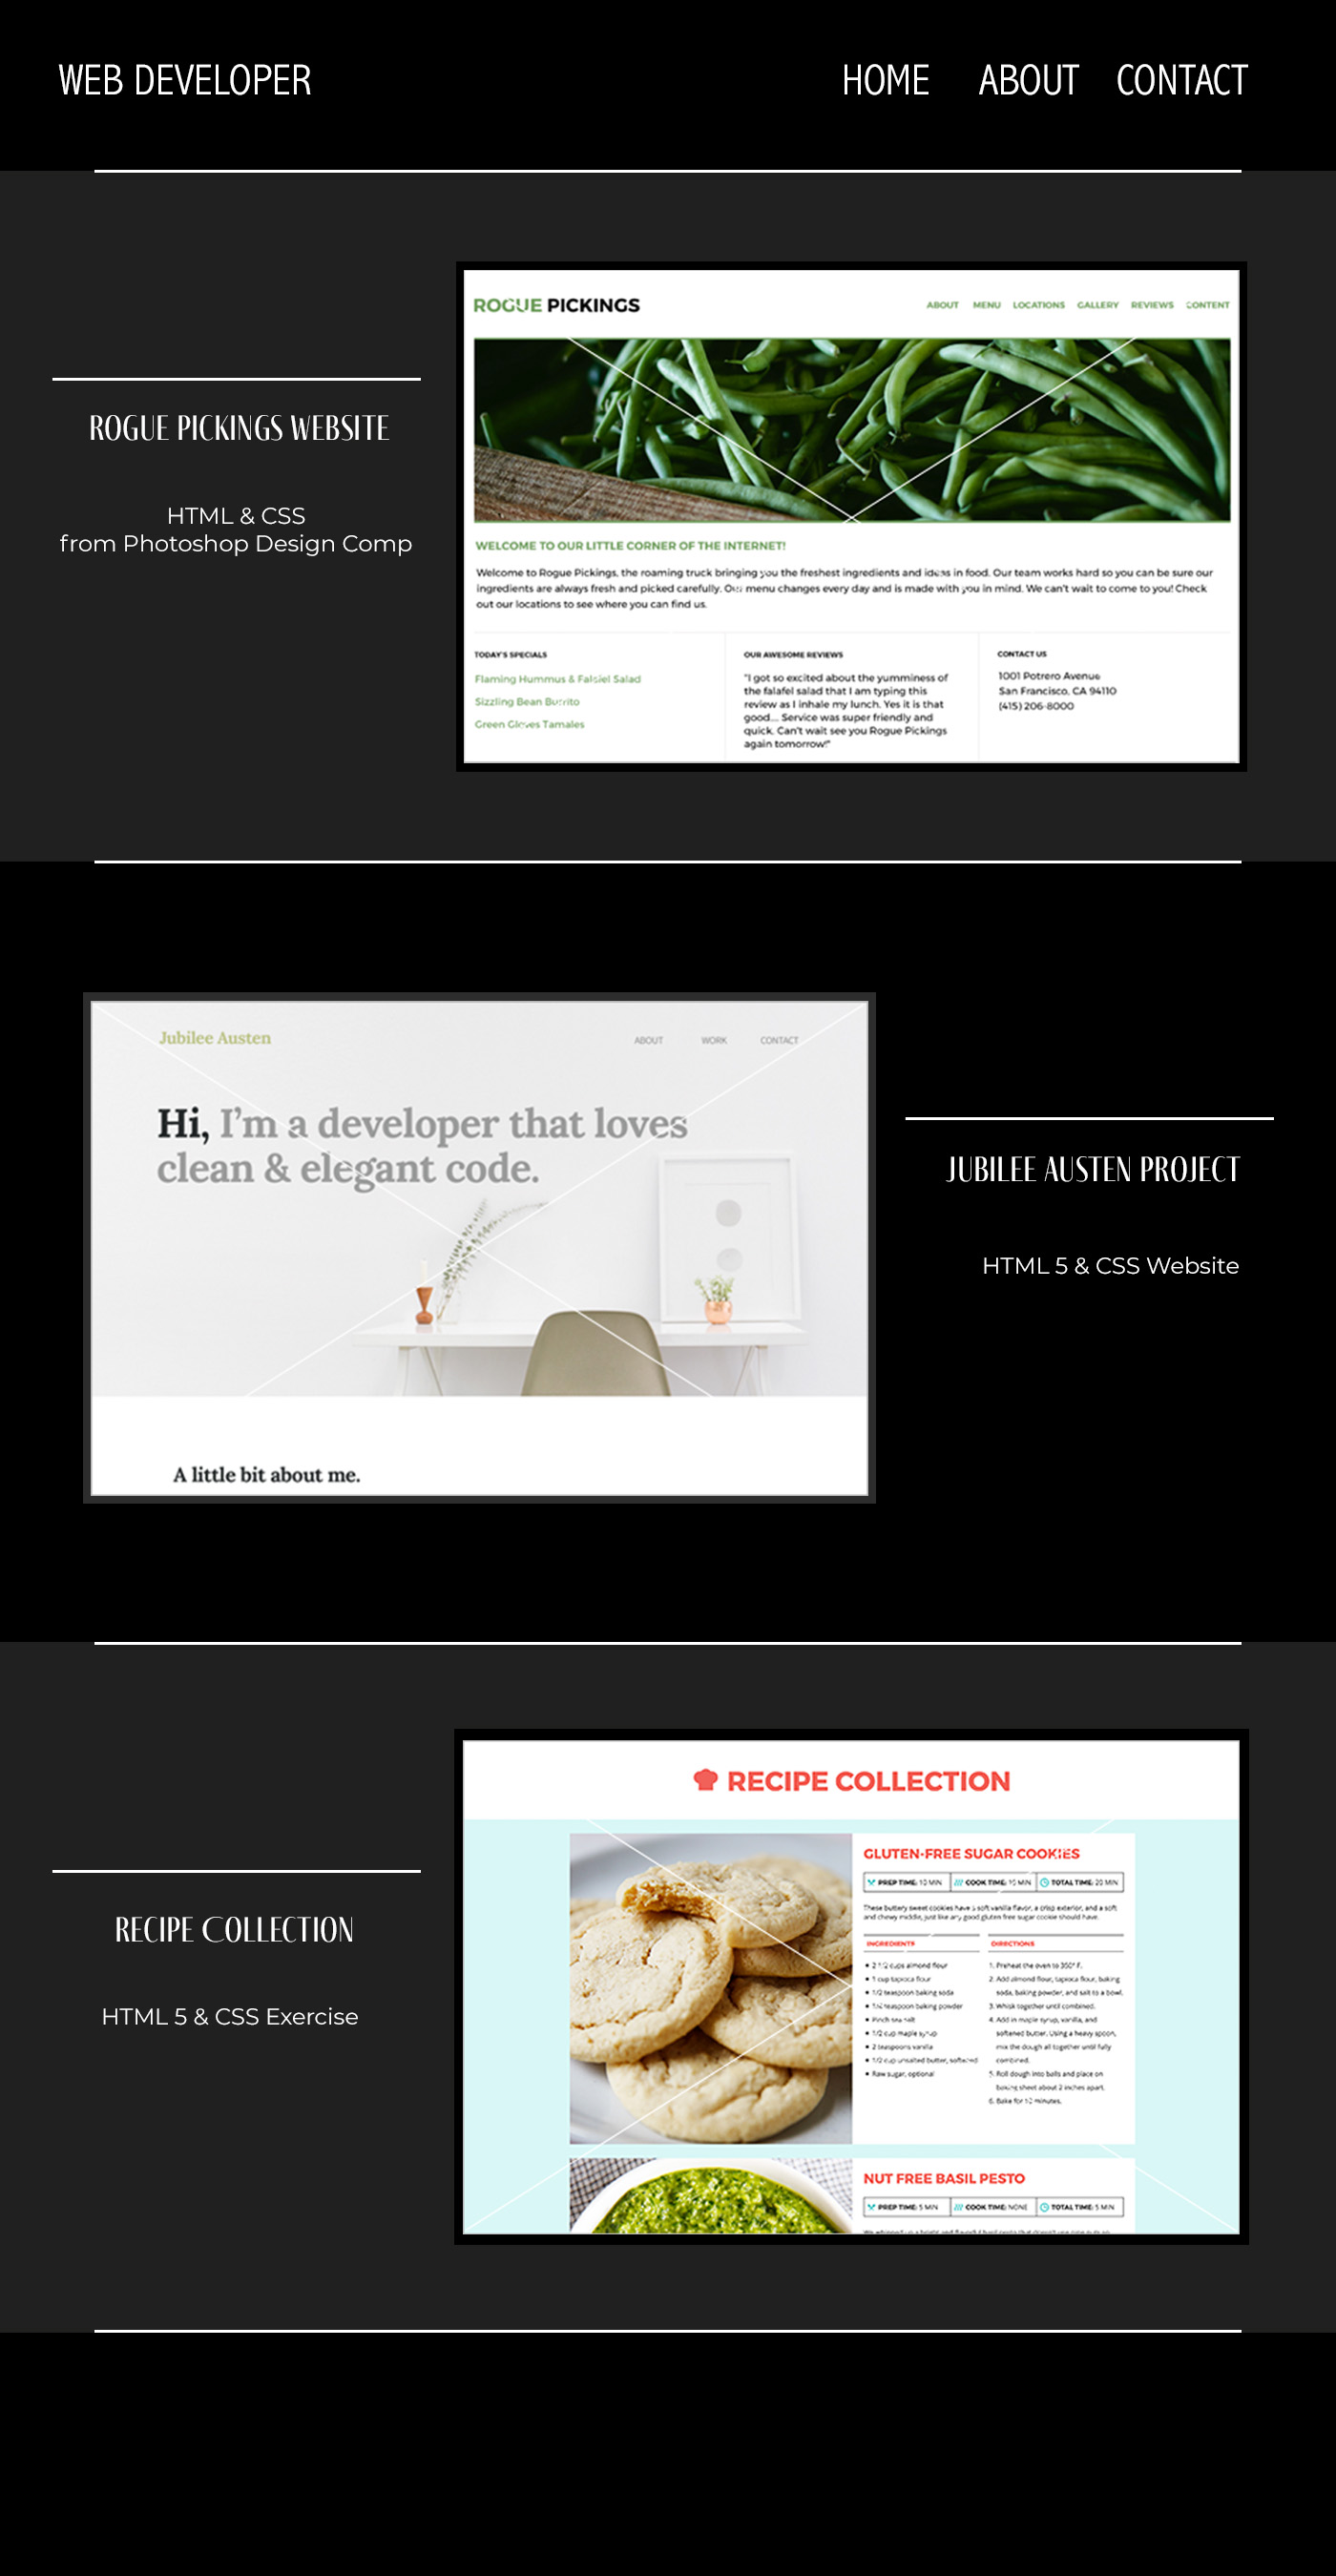 WEB DEVELOPER HOME ABOUT CONTACT
ROGUE PICKINGS ABOUT MENU LOCATIONS GALLERY REVIEWS CONTENT
ROGUE PICKINGS WEBSITE
HTML & CSS
from Photoshop Design Comp
WELCOME TO OUR LITTLE CORNER OF THE INTERNET!
Welcome to Rogue Pickings, the roaming truck bringing you the freshest ingredients and ideas in food. Our team works hard so you can be sure our
ingredients are always fresh and picked carefully. Our menu changes every day and is made with you in mind. We can't wait to come to you! Check
out our locations to see where you can find us.
TODAY'S SPECIALS
Flaming Hummus & Falsiel Salad
Sizzling Bean Burrito
Green Gloves Tamales
OUR AWESOME REVIEWS
"I got so excited about the yumminess of
the falafel salad that I am typing this
review as I inhale my lunch. Yes it is that
good.... Service was super friendly and
quick. Can't wait see you Rogue Pickings
again tomorrow!"
CONTACT US
1001 Potrero Avenue
San Francisco, CA 94110
(415) 206-8000
Jubilee Austen ABOUT WORK CONTACT
Hi, I'm a developer that loves
clean & elegant code.
A little bit about me.
JUBILEE AUSTEN PROJECT
HTML 5 & CSS Website
RECIPE COLLECTION
HTML 5 & CSS Exercise
RECIPE COLLECTION
GLUTEN-FREE SUGAR COOKIES
PREP TIME: 10 MIN COOK TIME: 15 MIN TOTAL TIME: 20 MIN
These buttery sweet cookies have a soft vanilla flavor, a crisp exterior, and a soft
and chewy middle, just like any good gluten free sugar cookie should have.
INGREDIENTS
• 2 1/2 cups almond flour
• 1 cup tapioca flour
• 1/2 teaspoon baking soda
• 1/4 teaspoon baking powder
• Pinch sea salt
• 1/2 cup maple syrup
• 2 teaspoons vanilla
• 1/2 cup unsalted butter, softened
• Raw sugar, optional
DIRECTIONS
1. Preheat the oven to 350° F.
2. Add almond flour, tapioca flour, baking
soda, baking powder, and salt to a bowl.
3. Whisk together until combined.
4. Add in maple syrup, vanilla, and
softened butter. Using a heavy spoon,
mix the dough all together until fully
combined.
5. Roll dough into balls and place on
baking sheet about 2 inches apart.
6. Bake for 10 minutes.
NUT FREE BASIL PESTO
PREP TIME: 5 MIN COOK TIME: NONE TOTAL TIME: 5 MIN